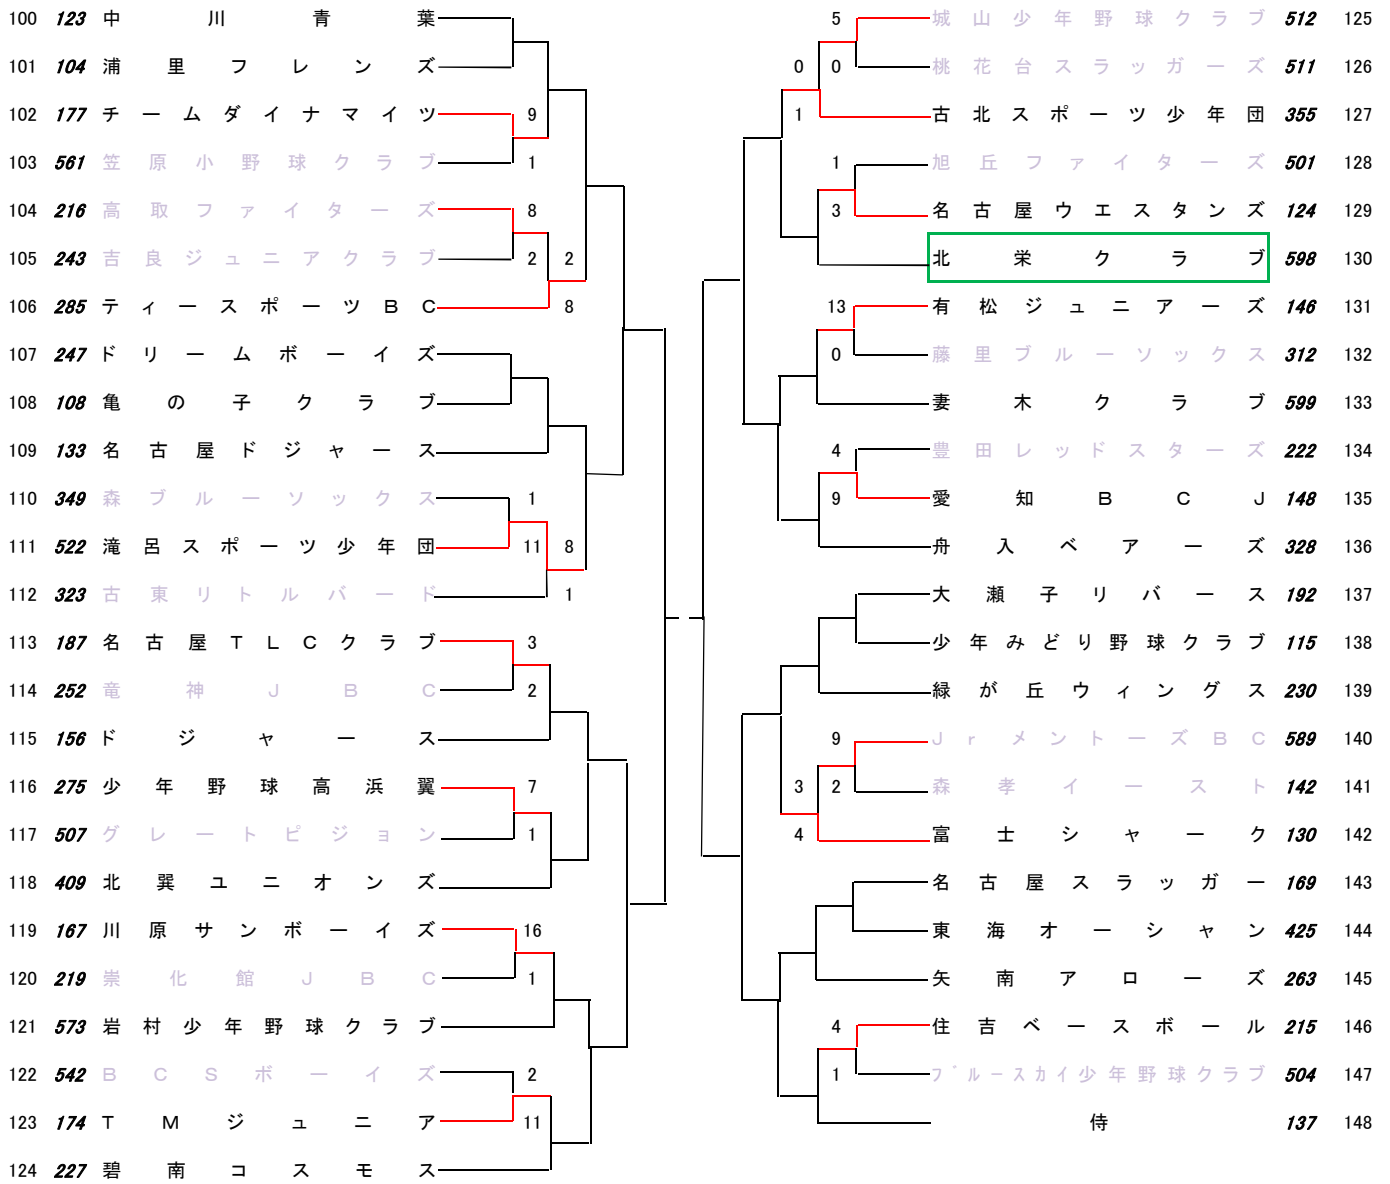 100 123 中川青葉
101 104 浦里フレンズ
102 177 チームダイナマイツ 9
103 561 笠原小野球クラブ 1
104 216 高取ファイターズ 8
105 243 吉良ジュニアクラブ 2 2
106 285 ティースポーツBC 8
107 247 ドリームボーイズ
108 108 亀の子クラブ
109 133 名古屋ドジャース
110 349 森ブルーソックス 1
111 522 滝呂スポーツ少年団 11 8
112 323 古東リトルバード 1
113 187 名古屋TLCクラブ 3
114 252 竜神JBC 2
115 156 ドジャース
116 275 少年野球高浜翼 7
117 507 グレートピジョン 1
118 409 北巽ユニオンズ
119 167 川原サンボーイズ 16
120 219 崇化館JBC 1
121 573 岩村少年野球クラブ
122 542 BCSボーイズ 2
123 174 TMジュニア 11
124 227 碧南コスモス
5 城山少年野球クラブ 512 125
0 0 桃花台スラッガーズ 511 126
1 古北スポーツ少年団 355 127
1 旭丘ファイターズ 501 128
3 名古屋ウエスタンズ 124 129
北栄クラブ 598 130
13 有松ジュニアーズ 146 131
0 藤里ブルーソックス 312 132
妻木クラブ 599 133
4 豊田レッドスターズ 222 134
9 愛知BCJ 148 135
舟入ベアーズ 328 136
大瀬子リバース 192 137
少年みどり野球クラブ 115 138
緑が丘ウィングス 230 139
9 JrメントーズBC 589 140
3 2 森孝イースト 142 141
4 富士シャーク 130 142
名古屋スラッガー 169 143
東海オーシャン 425 144
矢南アローズ 263 145
4 住吉ベースボール 215 146
1 ブルースカイ少年野球クラブ 504 147
侍 137 148